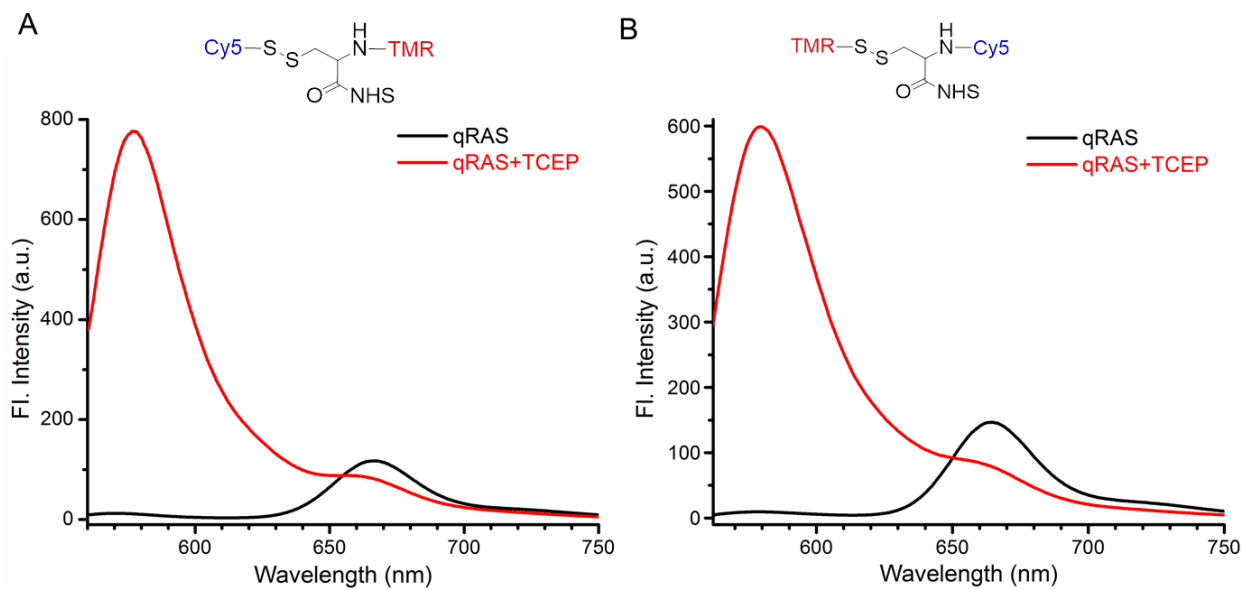 A
Cy5
S
S
H
N
TMR
O
NHS
qRAS
qRAS+TCEP
Fl. Intensity (a.u.)
800
600
400
200
0
600
650
700
750
Wavelength (nm)
B
TMR
S
S
H
N
Cy5
O
NHS
qRAS
qRAS+TCEP
Fl. Intensity (a.u.)
600
500
400
300
200
100
0
600
650
700
750
Wavelength (nm)